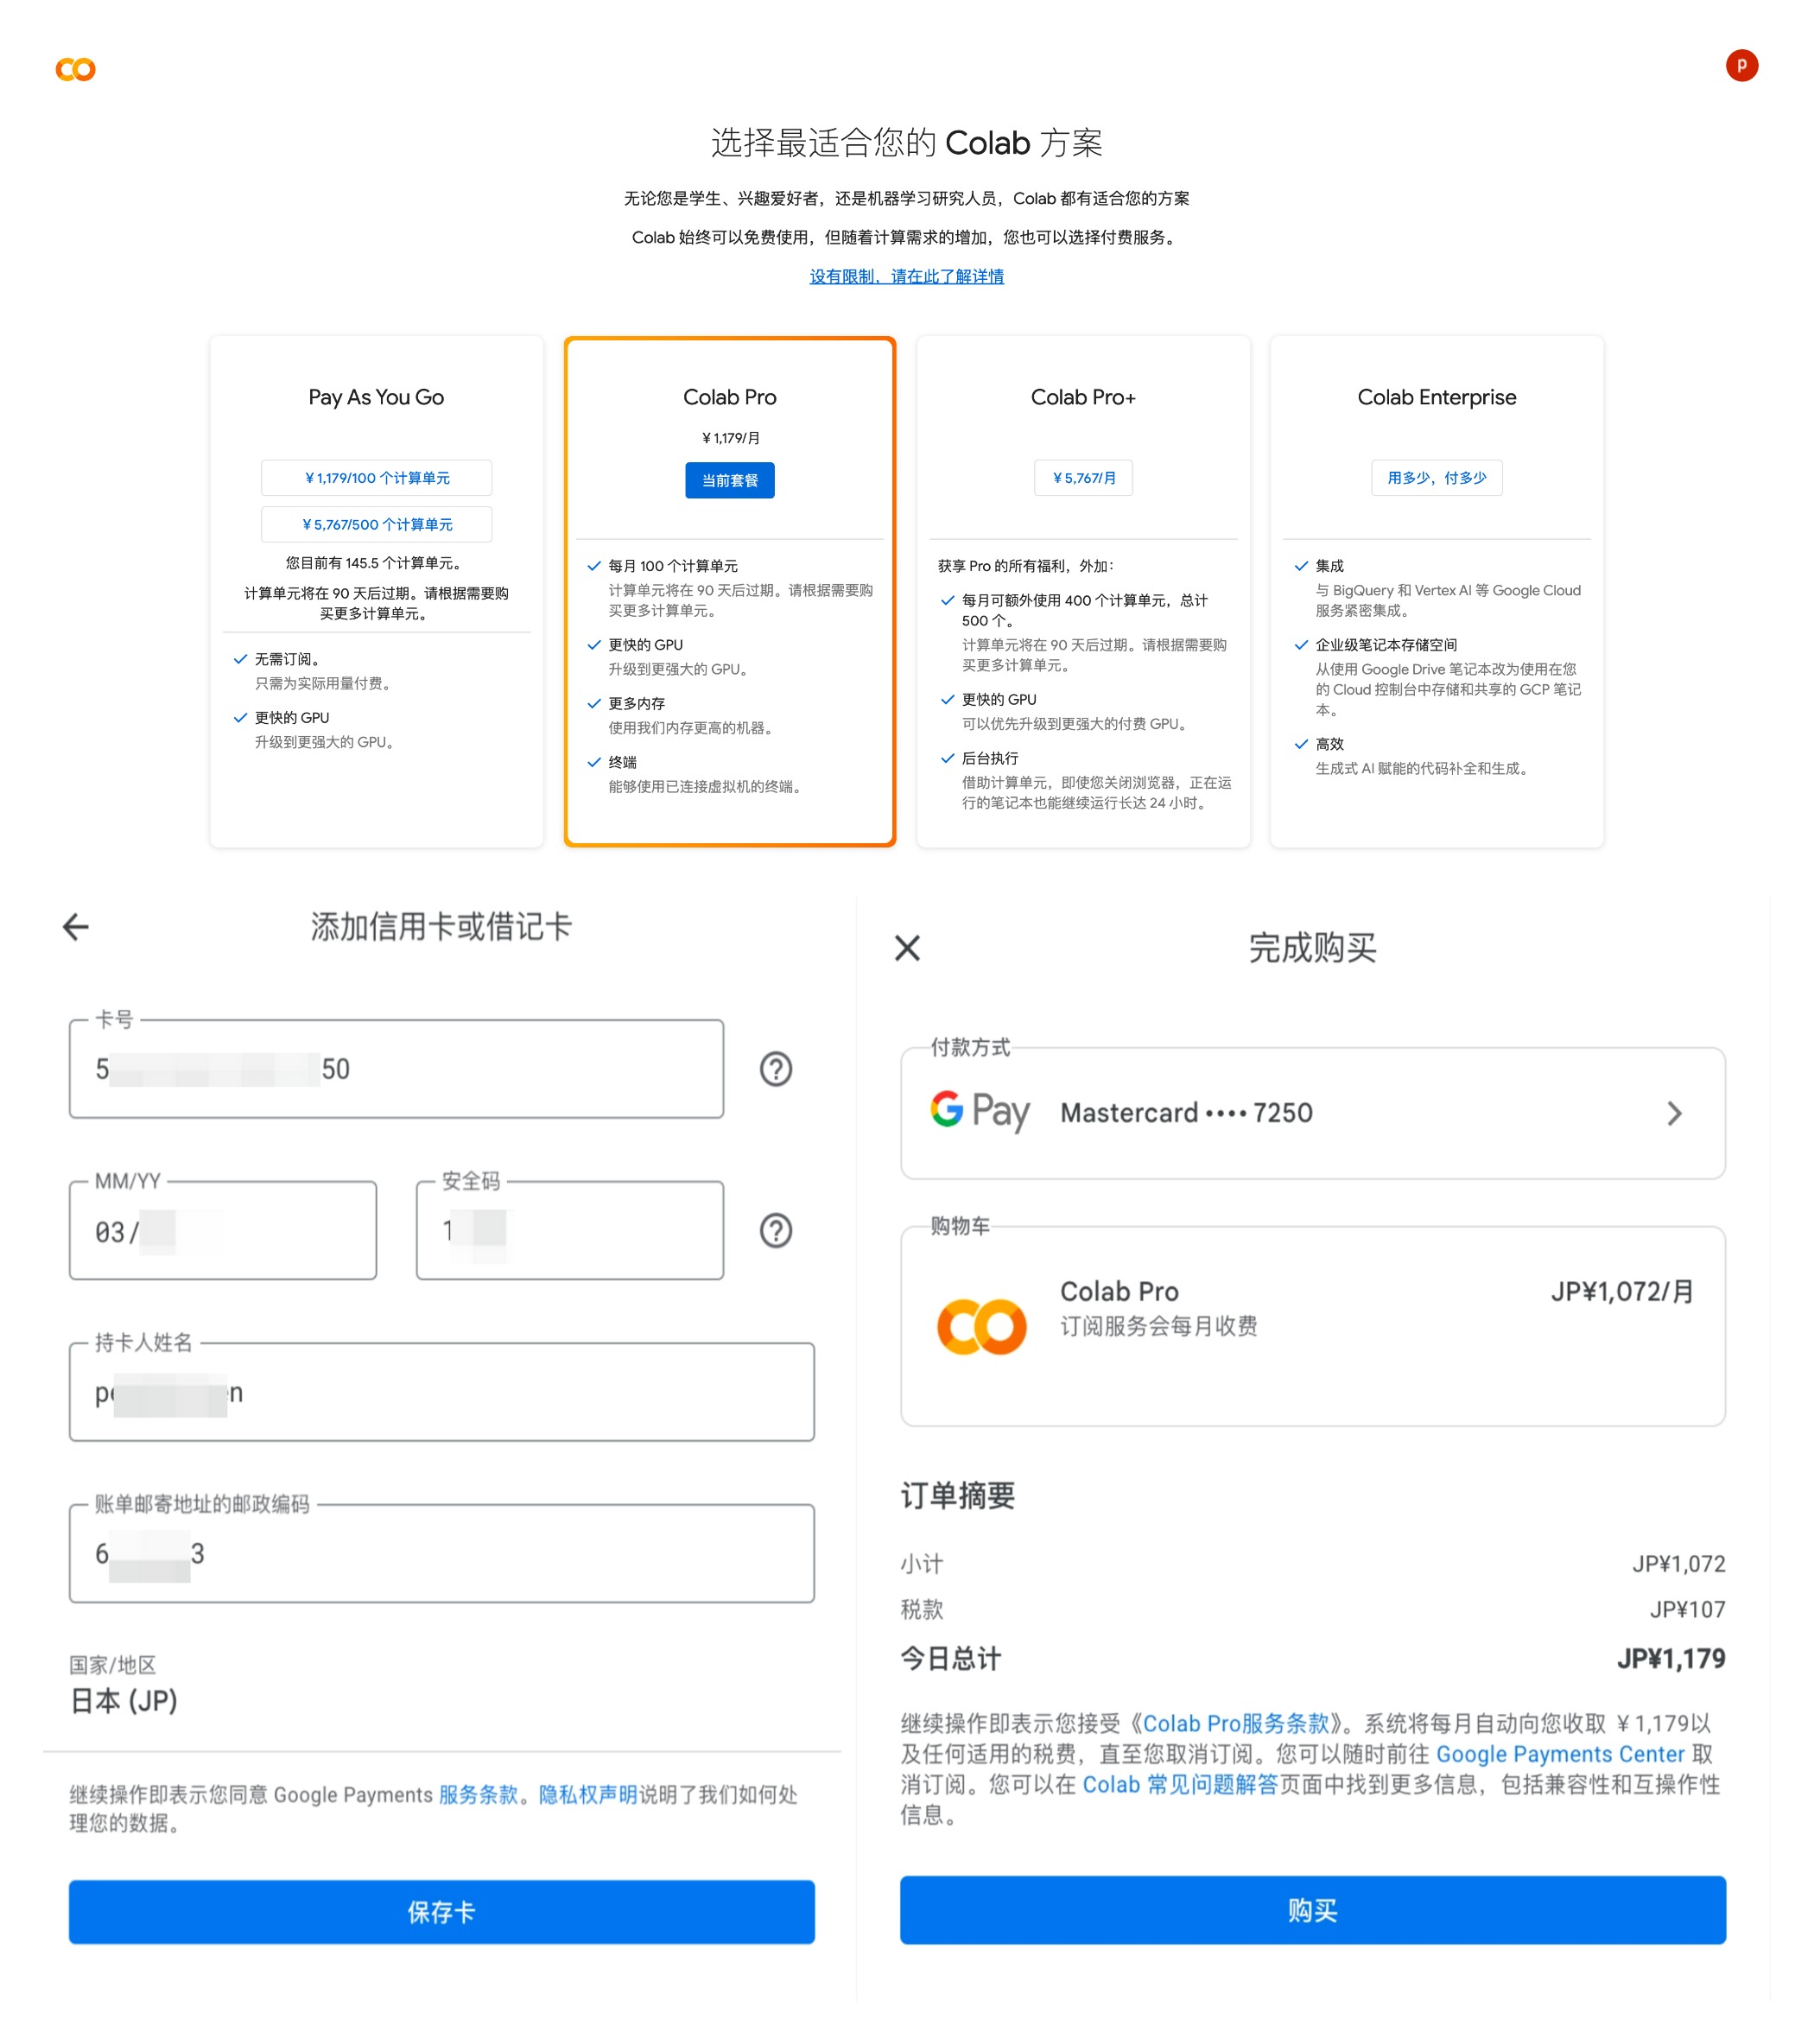 p
选择最适合您的 Colab 方案
无论您是学生、兴趣爱好者，还是机器学习研究人员，Colab 都有适合您的方案
Colab 始终可以免费使用，但随着计算需求的增加，您也可以选择付费服务。
设有限制，请在此了解详情
Pay As You Go
¥1,179/100 个计算单元
¥5,767/500 个计算单元
您目前有 145.5 个计算单元。
计算单元将在 90 天后过期。请根据需要购
买更多计算单元。
无需订阅。
只需为实际用量付费。
更快的 GPU
升级到更强大的 GPU。
Colab Pro
¥1,179/月
当前套餐
每月 100 个计算单元
计算单元将在 90 天后过期。请根据需要购
买更多计算单元。
更快的 GPU
升级到更强大的 GPU。
更多内存
使用我们内存更高的机器。
终端
能够使用已连接虚拟机的终端。
Colab Pro+
¥5,767/月
获享 Pro 的所有福利，外加：
每月可额外使用 400 个计算单元，总计
500 个。
计算单元将在 90 天后过期。请根据需要购
买更多计算单元。
更快的 GPU
可以优先升级到更强大的付费 GPU。
后台执行
借助计算单元，即使您关闭浏览器，正在运
行的笔记本也能继续运行长达 24 小时。
Colab Enterprise
用多少，付多少
集成
与 BigQuery 和 Vertex AI 等 Google Cloud
服务紧密集成。
企业级笔记本存储空间
从使用 Google Drive 笔记本改为使用在您
的 Cloud 控制台中存储和共享的 GCP 笔记
本。
高效
生成式 AI 赋能的代码补全和生成。
添加信用卡或借记卡
卡号
5 50
MM/YY
03/
安全码
1
持卡人姓名
p n
账单邮寄地址的邮政编码
6 3
国家/地区
日本 (JP)
继续操作即表示您同意 Google Payments 服务条款。隐私权声明说明了我们如何处
理您的数据。
保存卡
完成购买
付款方式
G Pay Mastercard •••• 7250
购物车
Colab Pro JP¥1,072/月
订阅服务会每月收费
订单摘要
小计 JP¥1,072
税款 JP¥107
今日总计 JP¥1,179
继续操作即表示您接受《Colab Pro服务条款》。系统将每月自动向您收取 ¥1,179以
及任何适用的税费，直至您取消订阅。您可以随时前往 Google Payments Center 取
消订阅。您可以在 Colab 常见问题解答页面中找到更多信息，包括兼容性和互操作性
信息。
购买